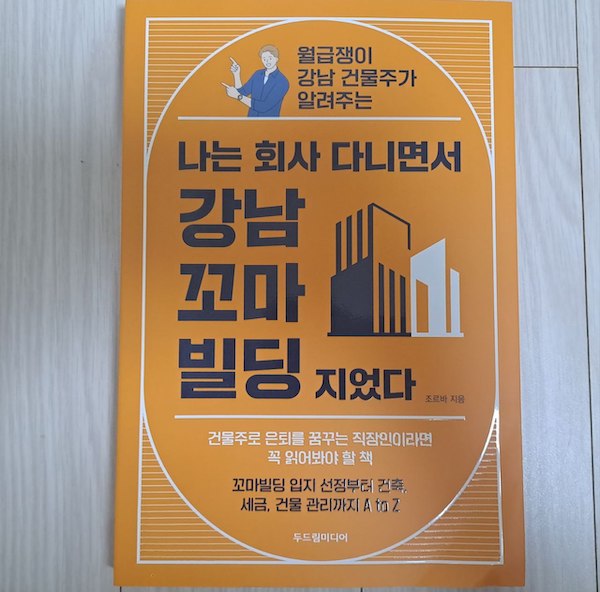 월급쟁이
강남 건물주가
알려주는
나는 회사 다니면서
강남
꼬마
빌딩 지었다
조르바 지음
건물주로 은퇴를 꿈꾸는 직장인이라면
꼭 읽어봐야 할 책
꼬마빌딩 입지 선정부터 건축,
세금, 건물 관리까지 A to Z
두드림미디어